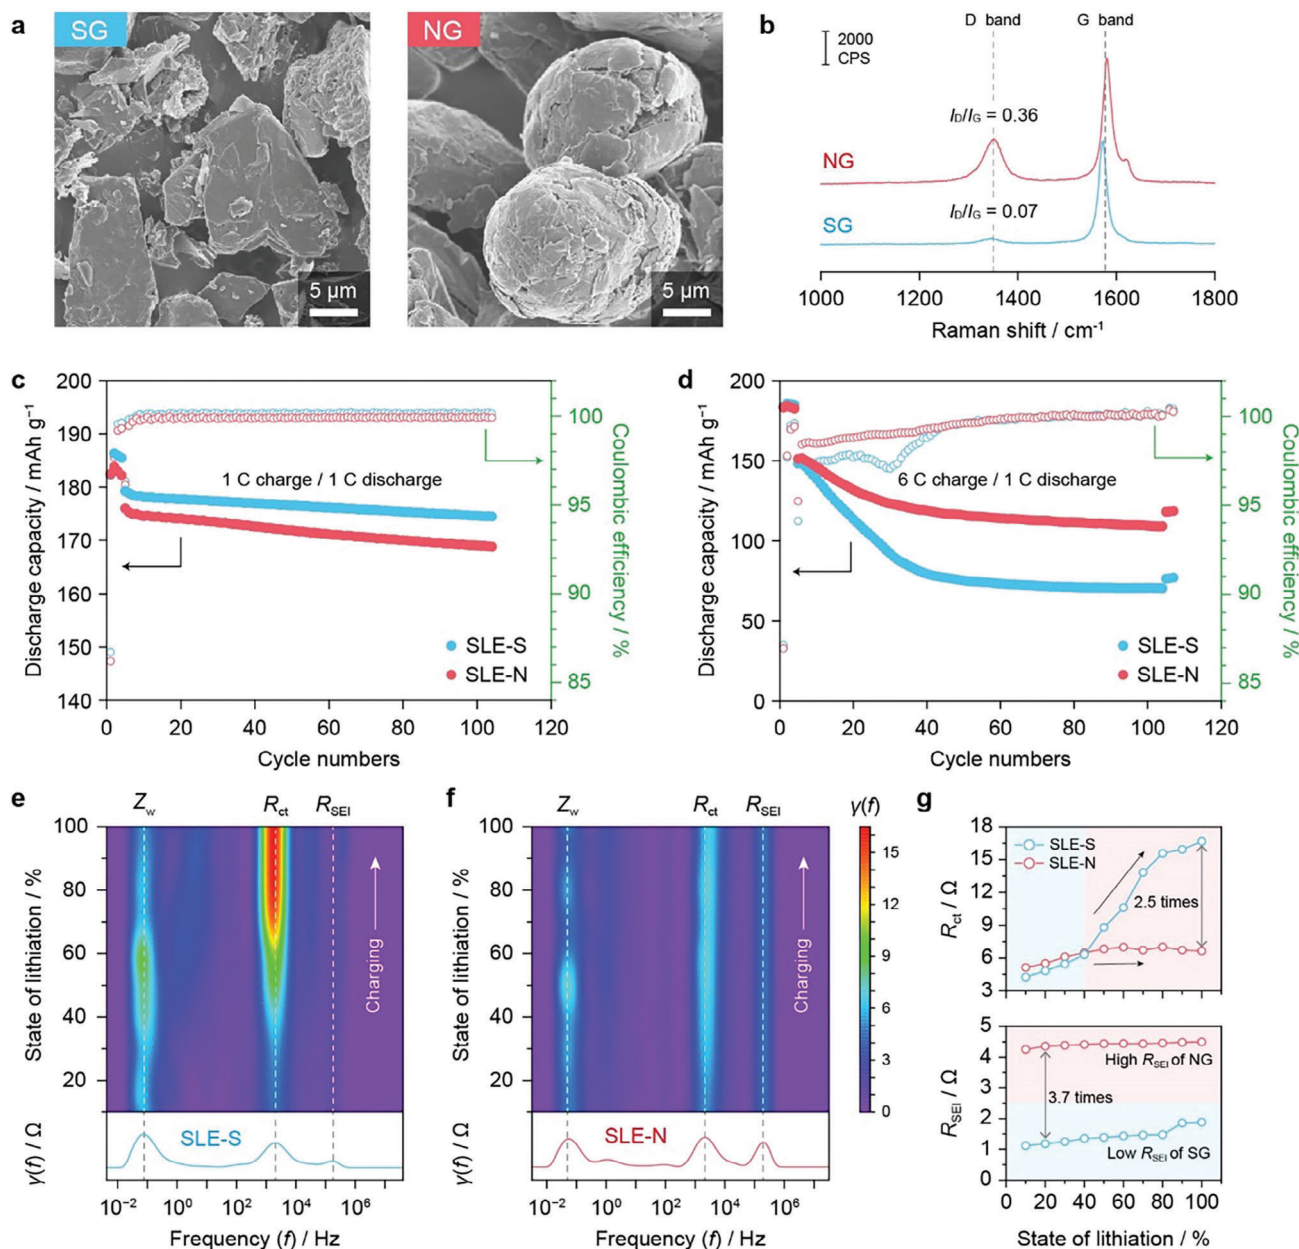 a
SG
5 µm
NG
5 µm
b
D band
G band
2000
CPS
I_D/I_G = 0.36
NG
I_D/I_G = 0.07
SG
1000 1200 1400 1600 1800
Raman shift / cm⁻¹
c
200
190
180
170
160
150
140
Discharge capacity / mAh g⁻¹
1 C charge / 1 C discharge
SLE-S
SLE-N
100
95
90
85
Coulombic efficiency / %
0 20 40 60 80 100 120
Cycle numbers
d
200
150
100
50
0
Discharge capacity / mAh g⁻¹
6 C charge / 1 C discharge
SLE-S
SLE-N
100
95
90
85
Coulombic efficiency / %
0 20 40 60 80 100 120
Cycle numbers
e
Z_w R_ct R_SEI
100
80
60
40
20
State of lithiation / %
Charging
γ(f) / Ω
SLE-S
10⁻² 10⁰ 10² 10⁴ 10⁶
Frequency (f) / Hz
f
Z_w R_ct R_SEI
100
80
60
40
20
State of lithiation / %
Charging
γ(f)
15
12
9
6
3
0
γ(f) / Ω
SLE-N
10⁻² 10⁰ 10² 10⁴ 10⁶
Frequency (f) / Hz
g
18
15
12
9
6
3
R_ct / Ω
SLE-S
SLE-N
2.5 times
5
4
3
2
1
0
R_SEI / Ω
High R_SEI of NG
3.7 times
Low R_SEI of SG
0 20 40 60 80 100
State of lithiation / %